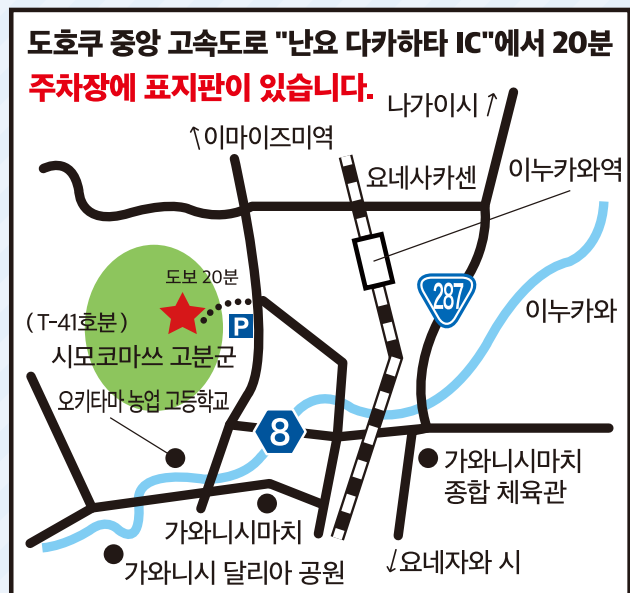 도호쿠 중앙 고속도로 "난요 다카하타 IC"에서 20분
주차장에 표지판이 있습니다.
나가이시↗
↖이마이즈미역
요네사카센
이누카와역
도보 20분
287
(T-41호분)
P
이누카와
시모코마쓰 고분군
오키타마 농업 고등학교
8
가와니시마치
종합 체육관
가와니시마치
가와니시 달리아 공원
↙요네자와 시